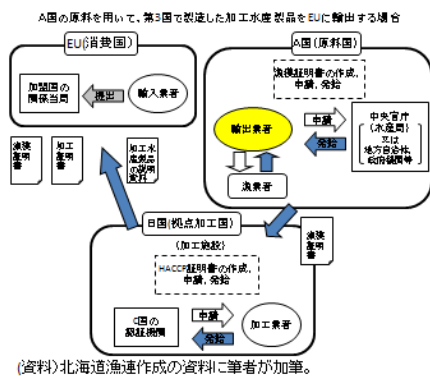 A国の原料を用いて、第3国で製造した加工水産製品をEUに輸出する場合
EU(消費国)
加盟国の
関係当局
提出
輸入業者
漁獲
証明
書
加工
証明
書
加工水
産製品
の説明
資料
A国(原料国)
漁獲証明書の作成、
申請、発給
輸出業者
申請
発給
漁業者
中央官庁
(水産局)
又は
地方自治体、
政府機関等
漁獲
証明
書
B国(拠点加工国)
(加工施設)
HACCP証明書の作成、
申請、発給
C国の
認証機関
申請
発給
加工業者
(資料)北海道漁連作成の資料に筆者が加筆。